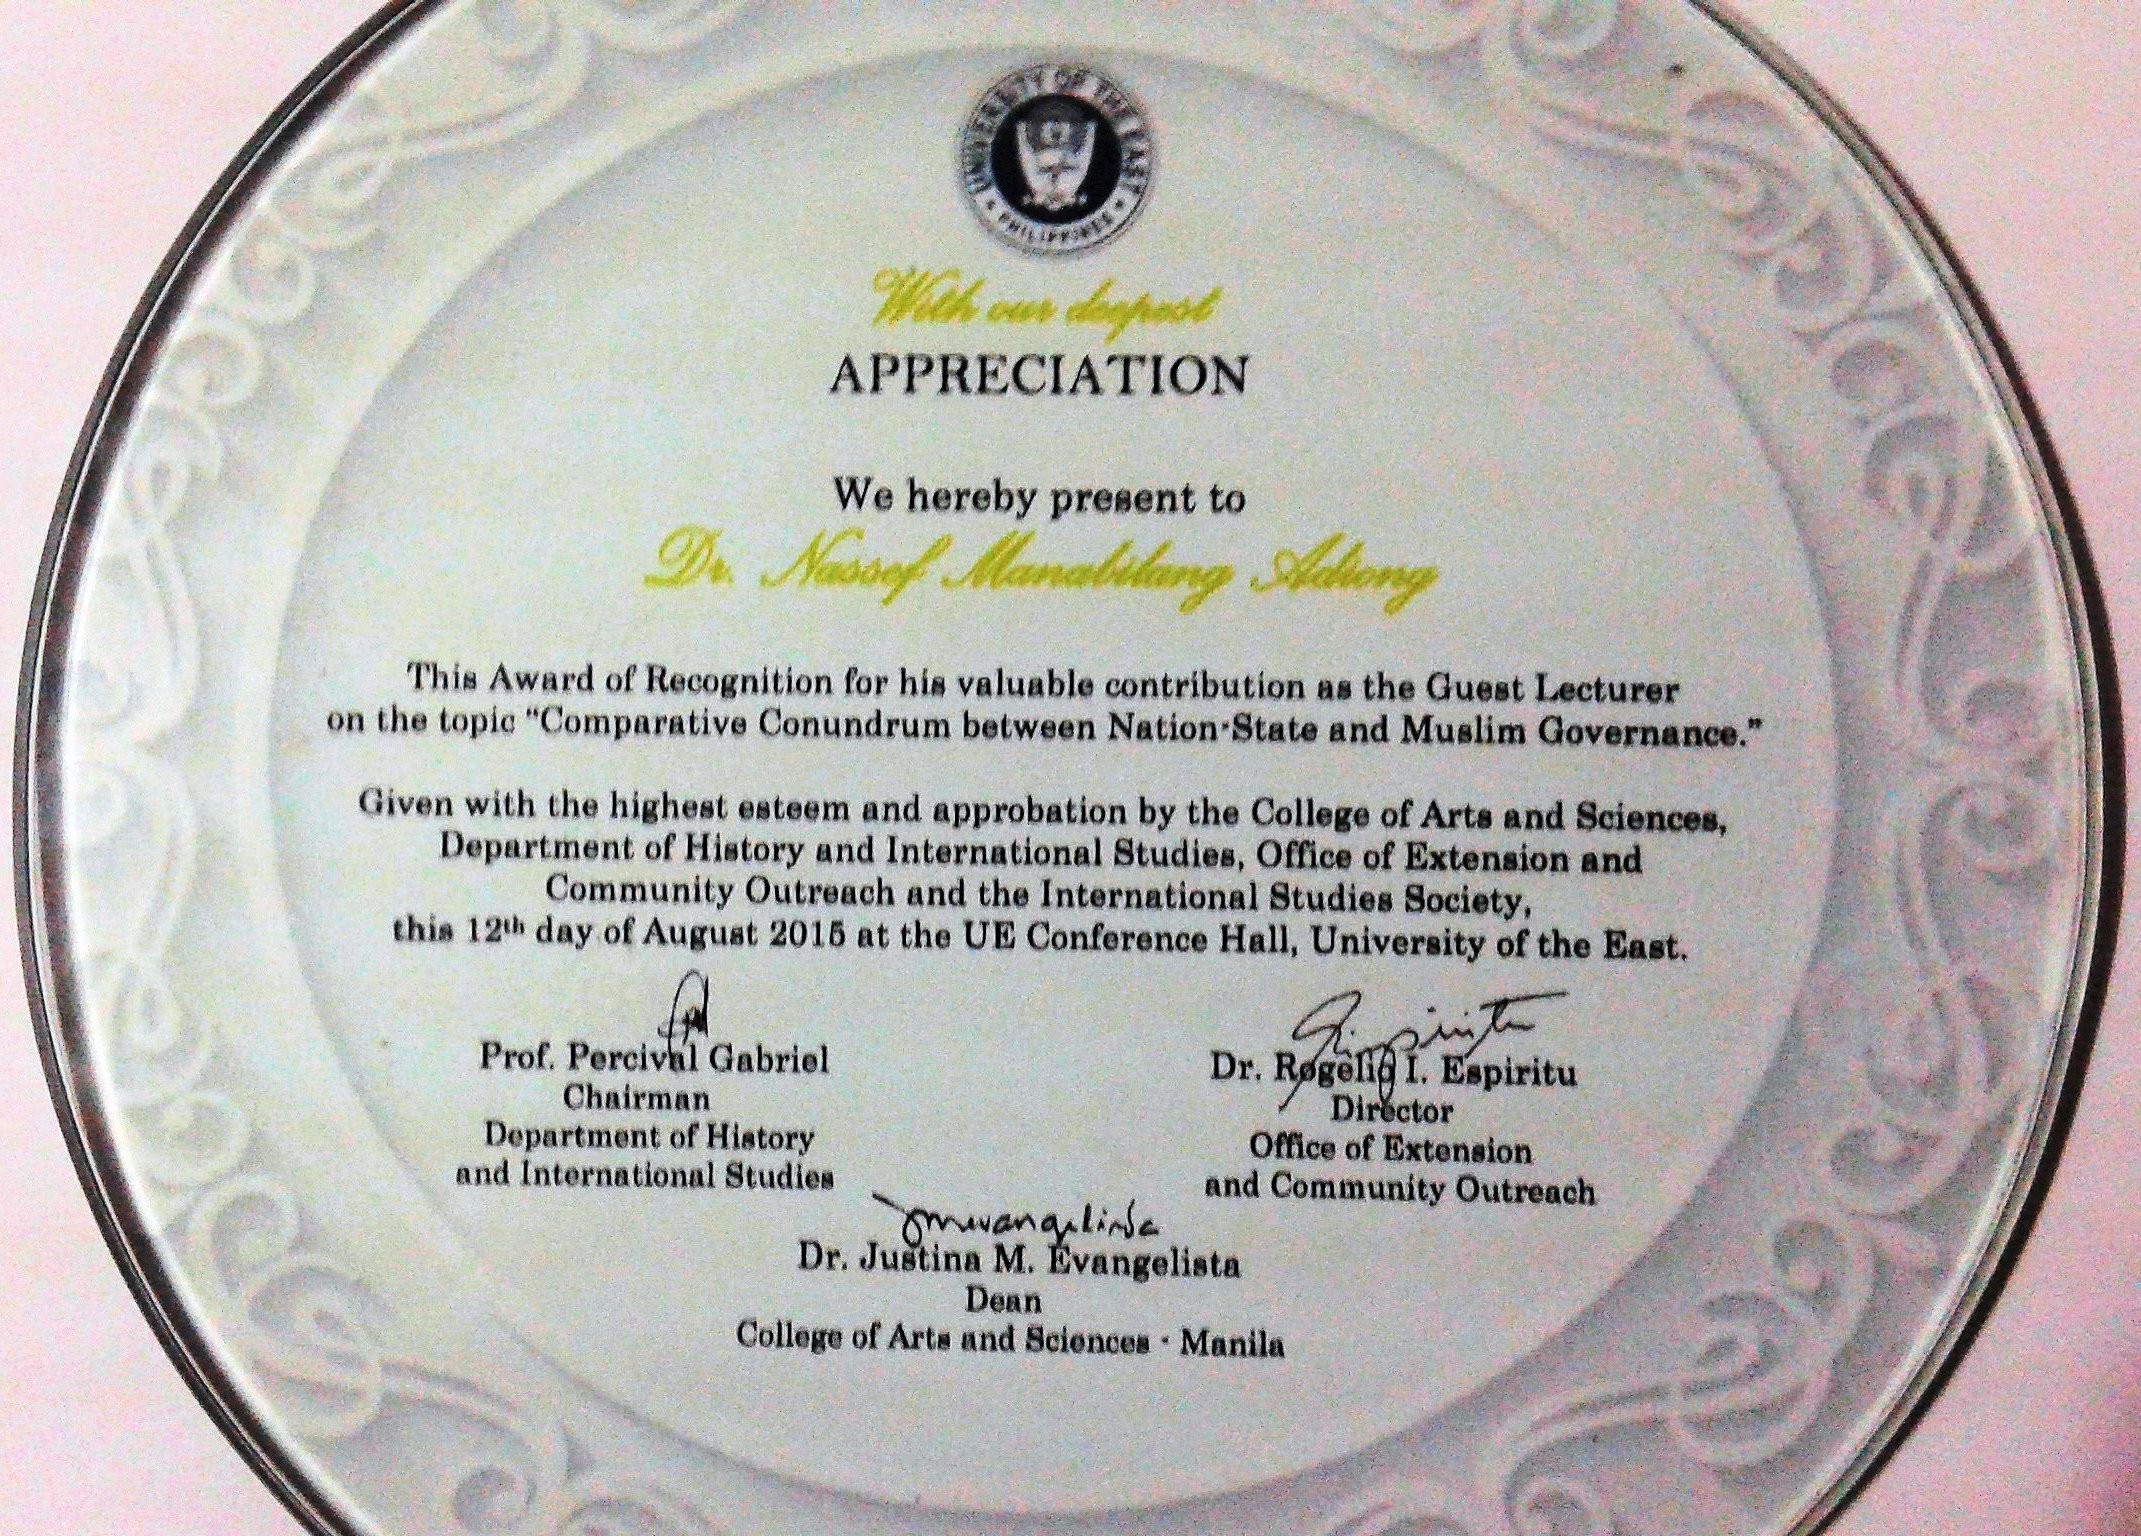 UNIVERSITY OF THE EAST
PHILIPPINES
With our deepest
APPRECIATION
We hereby present to
Dr. Nassef Manabilang Adiong
This Award of Recognition for his valuable contribution as the Guest Lecturer
on the topic "Comparative Conundrum between Nation-State and Muslim Governance."
Given with the highest esteem and approbation by the College of Arts and Sciences,
Department of History and International Studies, Office of Extension and
Community Outreach and the International Studies Society,
this 12th day of August 2015 at the UE Conference Hall, University of the East.
Prof. Percival Gabriel
Chairman
Department of History
and International Studies
Dr. Rogelio I. Espiritu
Director
Office of Extension
and Community Outreach
jmevangelista
Dr. Justina M. Evangelista
Dean
College of Arts and Sciences · Manila